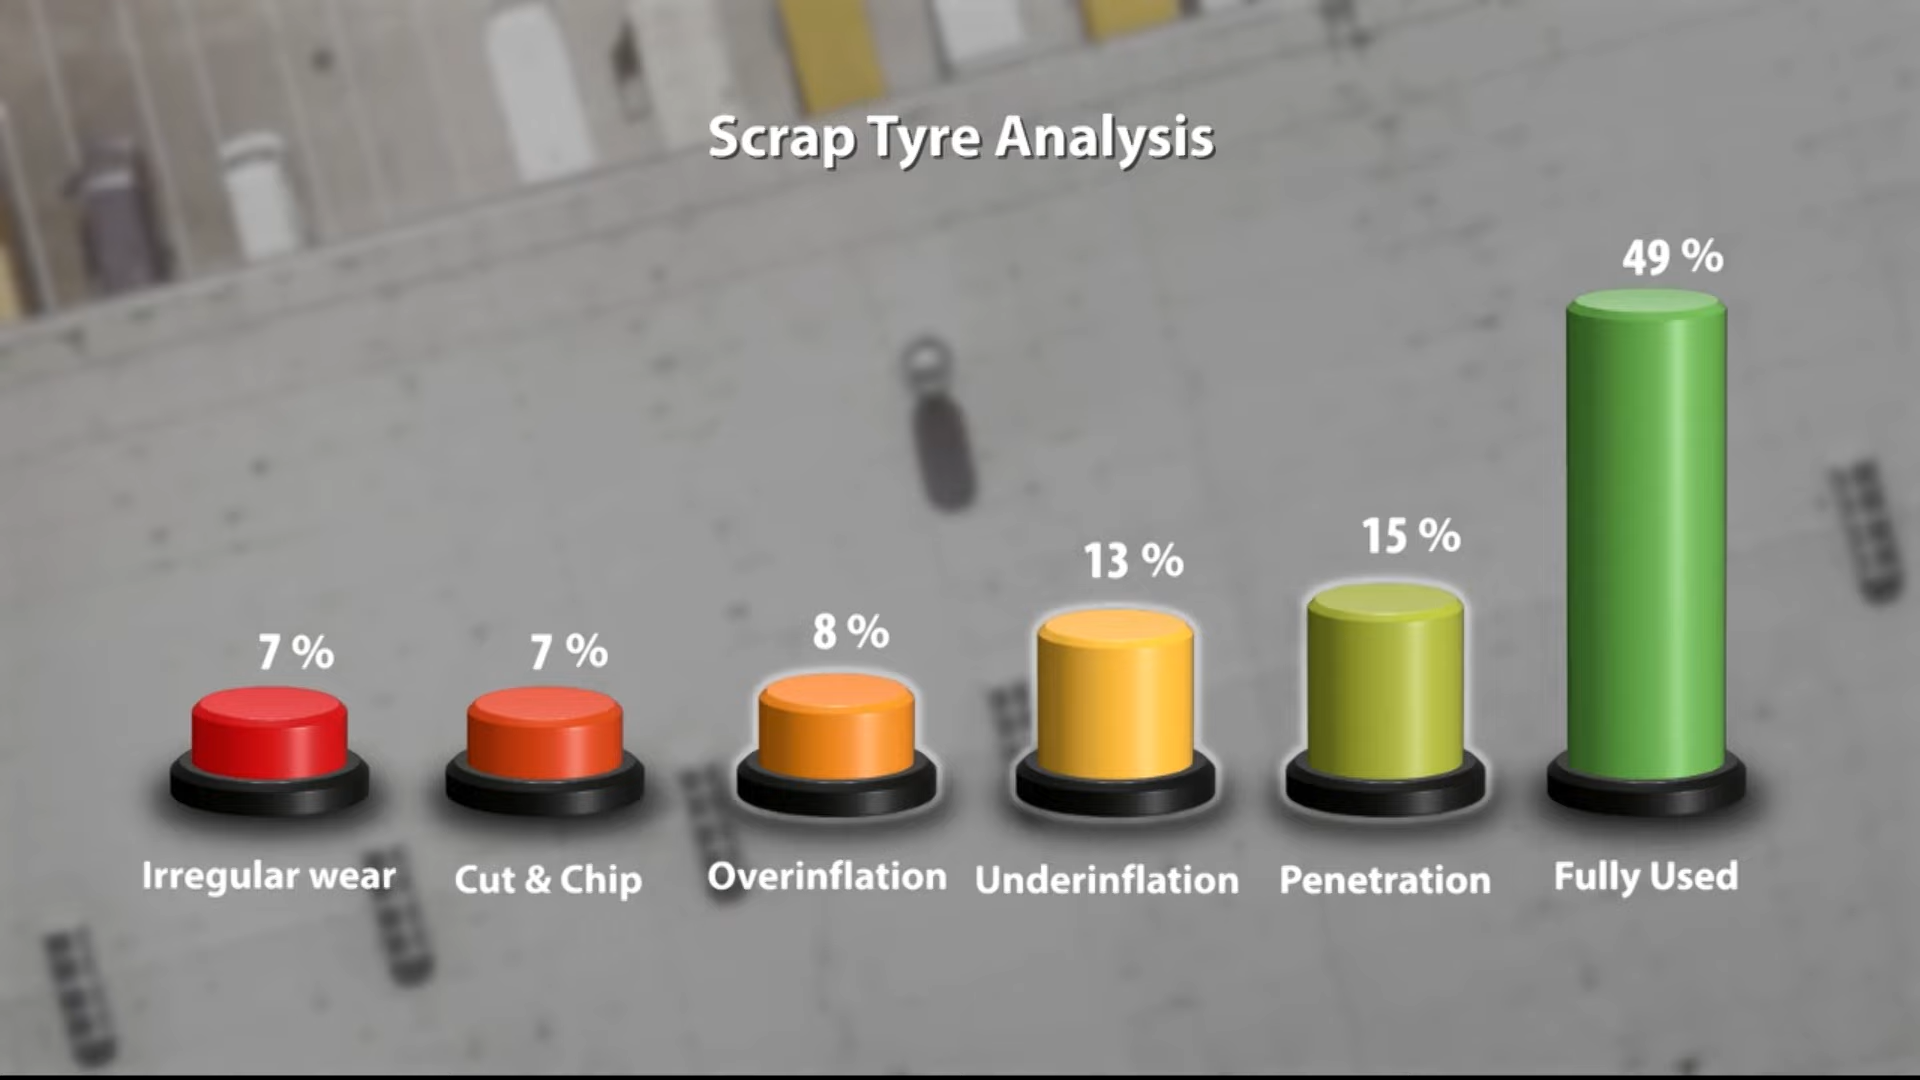 Scrap Tyre Analysis
49 %
15 %
13 %
8 %
7 %
7 %
Irregular wear
Cut & Chip
Overinflation
Underinflation
Penetration
Fully Used